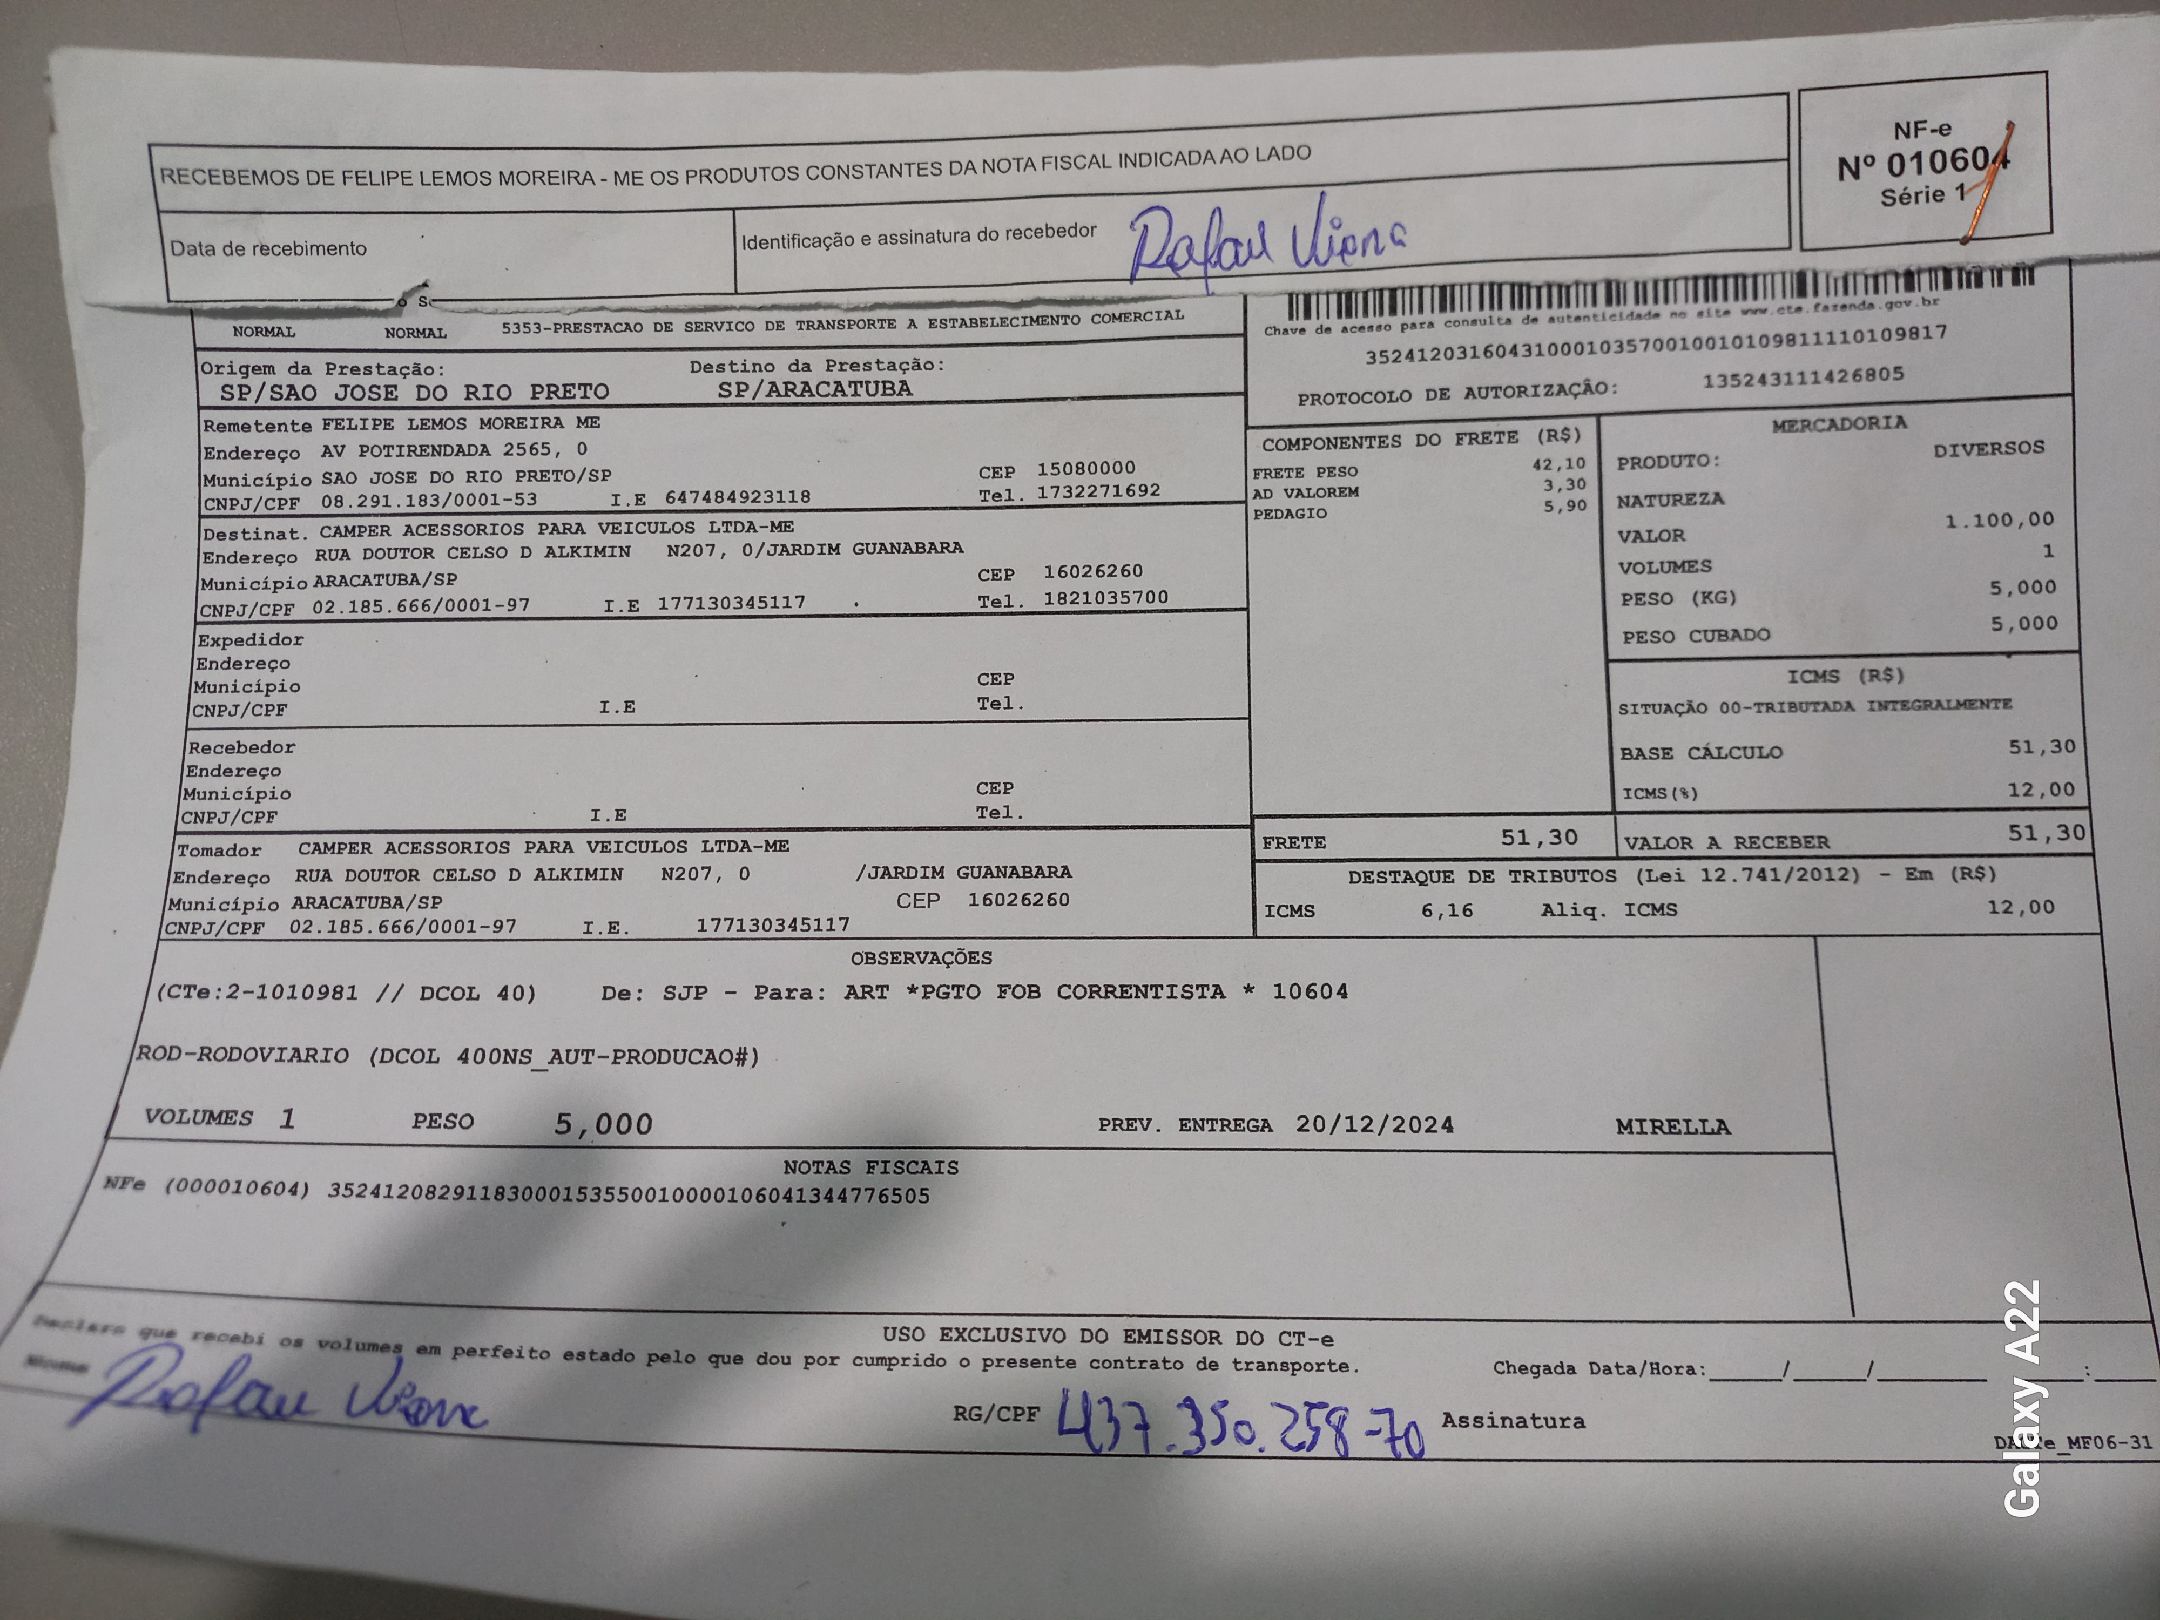 RECEBEMOS DE FELIPE LEMOS MOREIRA - ME OS PRODUTOS CONSTANTES DA NOTA FISCAL INDICADA AO LADO
NF-e
Nº 010604
Série 1
Data de recebimento
Identificação e assinatura do recebedor Rafael Viana
NORMAL NORMAL 5353-PRESTACAO DE SERVICO DE TRANSPORTE A ESTABELECIMENTO COMERCIAL
Chave de acesso para consulta de autenticidade no site www.cte.fazenda.gov.br
35241203160431000103570010010109811110109817
PROTOCOLO DE AUTORIZAÇÃO: 135243111426805
Origem da Prestação: Destino da Prestação:
SP/SAO JOSE DO RIO PRETO SP/ARACATUBA
Remetente FELIPE LEMOS MOREIRA ME
Endereço AV POTIRENDADA 2565, 0
Município SAO JOSE DO RIO PRETO/SP CEP 15080000
CNPJ/CPF 08.291.183/0001-53 I.E 647484923118 Tel. 1732271692
Destinat. CAMPER ACESSORIOS PARA VEICULOS LTDA-ME
Endereço RUA DOUTOR CELSO D ALKIMIN N207, 0/JARDIM GUANABARA
Município ARACATUBA/SP CEP 16026260
CNPJ/CPF 02.185.666/0001-97 I.E 177130345117 Tel. 1821035700
Expedidor
Endereço
Município CEP
CNPJ/CPF I.E Tel.
Recebedor
Endereço
Município CEP
CNPJ/CPF I.E Tel.
Tomador CAMPER ACESSORIOS PARA VEICULOS LTDA-ME
Endereço RUA DOUTOR CELSO D ALKIMIN N207, 0 /JARDIM GUANABARA
Município ARACATUBA/SP CEP 16026260
CNPJ/CPF 02.185.666/0001-97 I.E. 177130345117
COMPONENTES DO FRETE (R$)
FRETE PESO 42,10
AD VALOREM 3,30
PEDAGIO 5,90
MERCADORIA
PRODUTO: DIVERSOS
NATUREZA
VALOR 1.100,00
VOLUMES 1
PESO (KG) 5,000
PESO CUBADO 5,000
ICMS (R$)
SITUAÇÃO 00-TRIBUTADA INTEGRALMENTE
BASE CÁLCULO 51,30
ICMS(%) 12,00
FRETE 51,30 VALOR A RECEBER 51,30
DESTAQUE DE TRIBUTOS (Lei 12.741/2012) - Em (R$)
ICMS 6,16 Aliq. ICMS 12,00
OBSERVAÇÕES
(CTe:2-1010981 // DCOL 40) De: SJP - Para: ART *PGTO FOB CORRENTISTA * 10604
ROD-RODOVIARIO (DCOL 400NS_AUT-PRODUCAO#)
VOLUMES 1 PESO 5,000 PREV. ENTREGA 20/12/2024 MIRELLA
NOTAS FISCAIS
NFe (000010604) 35241208291183000153550010000106041344776505
USO EXCLUSIVO DO EMISSOR DO CT-e
Declaro que recebi os volumes em perfeito estado pelo que dou por cumprido o presente contrato de transporte.
Chegada Data/Hora:_____/_____/_______ ____:____
Nome Rafael Viana RG/CPF 437.350.258-70 Assinatura
MF06-31
Galaxy A22